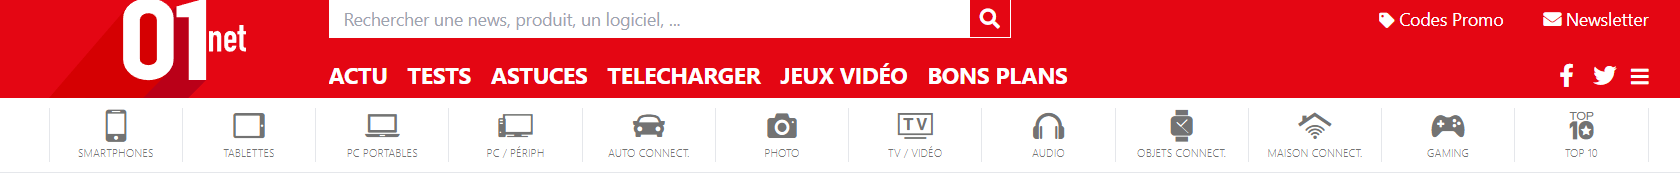 01net
Rechercher une news, produit, un logiciel, ...
Codes Promo
Newsletter
ACTU TESTS ASTUCES TELECHARGER JEUX VIDÉO BONS PLANS
TV
TOP
10
SMARTPHONES
TABLETTES
PC PORTABLES
PC / PÉRIPH
AUTO CONNECT.
PHOTO
TV / VIDÉO
AUDIO
OBJETS CONNECT.
MAISON CONNECT.
GAMING
TOP 10